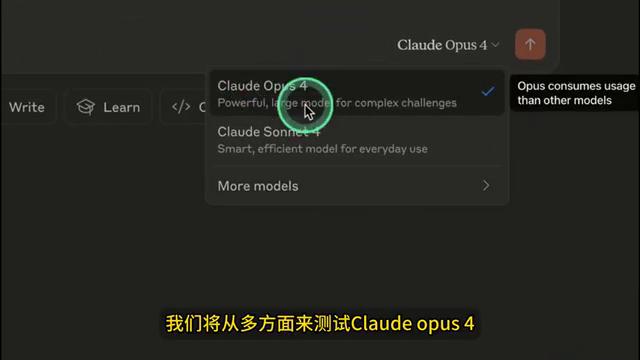 Claude Opus 4
Claude Opus 4
Powerful, large model for complex challenges
Opus consumes usage
than other models
Write
Learn
Claude Sonnet 4
Smart, efficient model for everyday use
More models
我们将从多方面来测试Claude opus 4